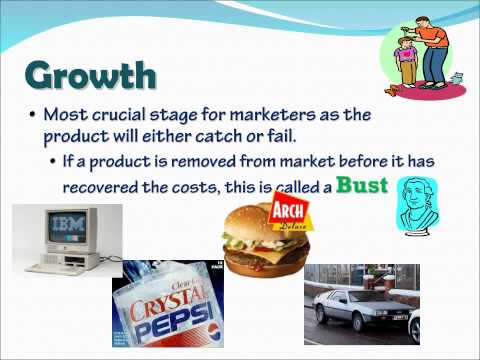 Growth
• Most crucial stage for marketers as the
product will either catch or fail.
• If a product is removed from market before it has
recovered the costs, this is called a Bust
IBM
ARCH
Deluxe
CRYSTAL
PEPSI